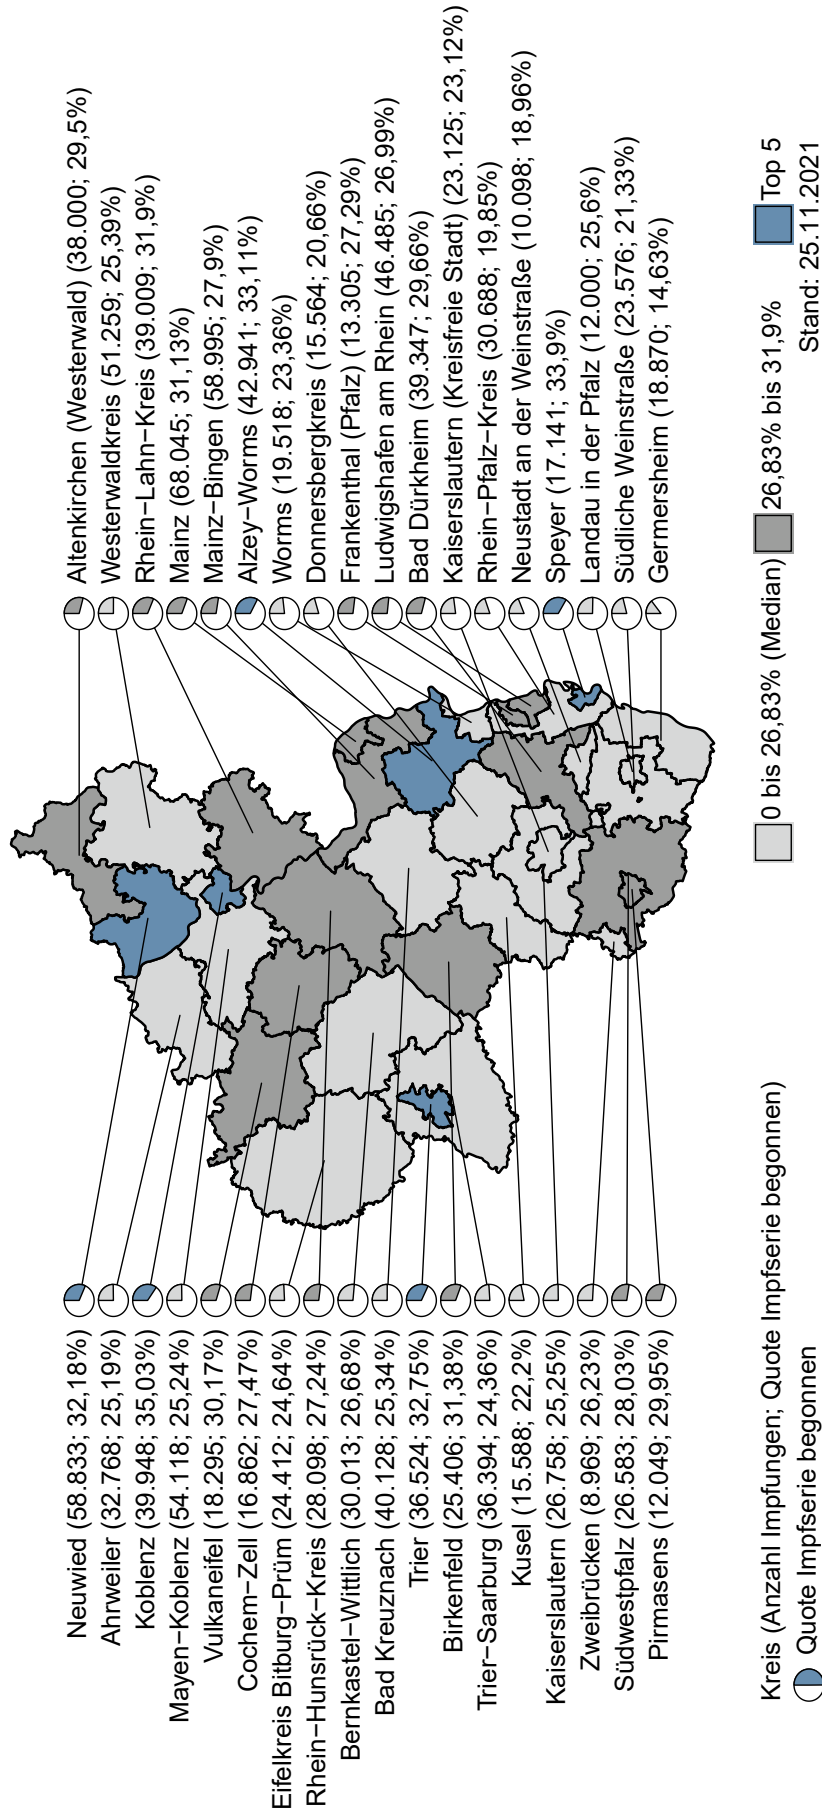 Neuwied (58.833; 32,18%)
Ahrweiler (32.768; 25,19%)
Koblenz (39.948; 35,03%)
Mayen−Koblenz (54.118; 25,24%)
Vulkaneifel (18.295; 30,17%)
Cochem−Zell (16.862; 27,47%)
Eifelkreis Bitburg−Prüm (24.412; 24,64%)
Rhein−Hunsrück−Kreis (28.098; 27,24%)
Bernkastel−Wittlich (30.013; 26,68%)
Bad Kreuznach (40.128; 25,34%)
Trier (36.524; 32,75%)
Birkenfeld (25.406; 31,38%)
Trier−Saarburg (36.394; 24,36%)
Kusel (15.588; 22,2%)
Kaiserslautern (26.758; 25,25%)
Zweibrücken (8.969; 26,23%)
Südwestpfalz (26.583; 28,03%)
Pirmasens (12.049; 29,95%)
Altenkirchen (Westerwald) (38.000; 29,5%)
Westerwaldkreis (51.259; 25,39%)
Rhein−Lahn−Kreis (39.009; 31,9%)
Mainz (68.045; 31,13%)
Mainz−Bingen (58.995; 27,9%)
Alzey−Worms (42.941; 33,11%)
Worms (19.518; 23,36%)
Donnersbergkreis (15.564; 20,66%)
Frankenthal (Pfalz) (13.305; 27,29%)
Ludwigshafen am Rhein (46.485; 26,99%)
Bad Dürkheim (39.347; 29,66%)
Kaiserslautern (Kreisfreie Stadt) (23.125; 23,12%)
Rhein−Pfalz−Kreis (30.688; 19,85%)
Neustadt an der Weinstraße (10.098; 18,96%)
Speyer (17.141; 33,9%)
Landau in der Pfalz (12.000; 25,6%)
Südliche Weinstraße (23.576; 21,33%)
Germersheim (18.870; 14,63%)
Kreis (Anzahl Impfungen; Quote Impfserie begonnen)
Quote Impfserie begonnen
0 bis 26,83% (Median)
26,83% bis 31,9%
Top 5
Stand: 25.11.2021